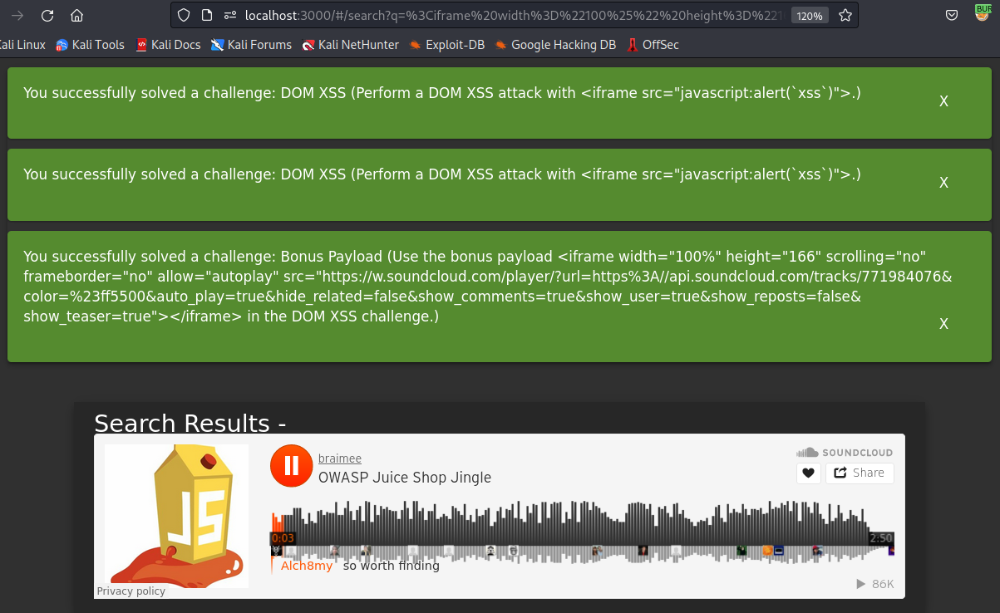 localhost:3000/#/search?q=%3Ciframe%20width%3D%22100%25%22%20height%3D%221 120%
Kali Linux Kali Tools Kali Docs Kali Forums Kali NetHunter Exploit-DB Google Hacking DB OffSec
You successfully solved a challenge: DOM XSS (Perform a DOM XSS attack with <iframe src="javascript:alert(`xss`)">.)
X
You successfully solved a challenge: DOM XSS (Perform a DOM XSS attack with <iframe src="javascript:alert(`xss`)">.)
X
You successfully solved a challenge: Bonus Payload (Use the bonus payload <iframe width="100%" height="166" scrolling="no"
frameborder="no" allow="autoplay" src="https://w.soundcloud.com/player/?url=https%3A//api.soundcloud.com/tracks/771984076&
color=%23ff5500&auto_play=true&hide_related=false&show_comments=true&show_user=true&show_reposts=false&
show_teaser=true"></iframe> in the DOM XSS challenge.)
X
Search Results -
braimee
SOUNDCLOUD
OWASP Juice Shop Jingle
Share
JS
0:03
2:50
Alch8my so worth finding
86K
Privacy policy